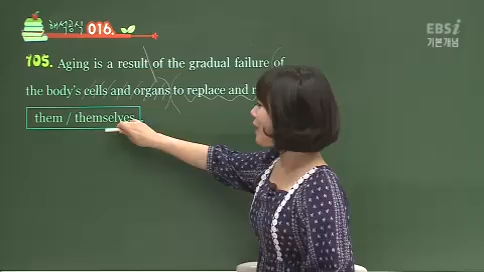 해석공식 016.
EBSi
기본개념
105. Aging is a result of the gradual failure of
the body's cells and organs to replace and
them / themselves.